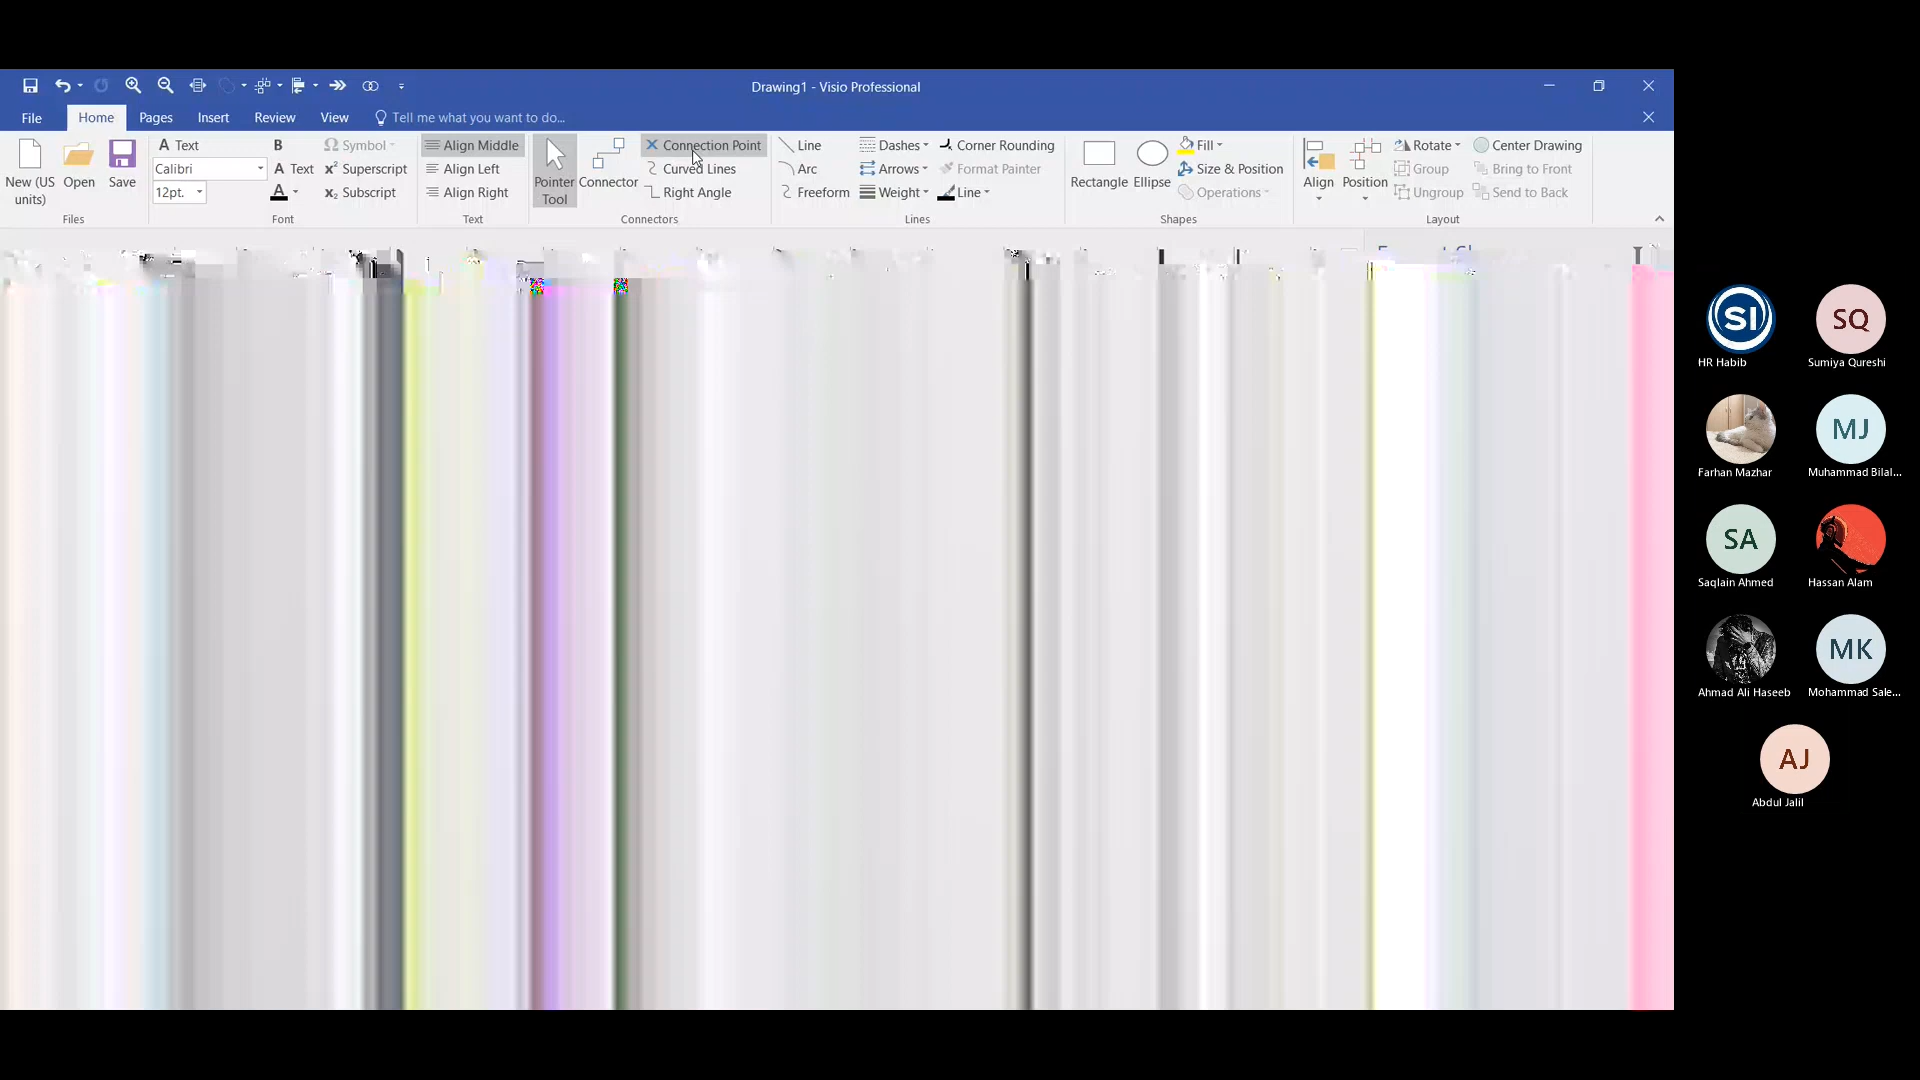 Drawing1 - Visio Professional
File Home Pages Insert Review View Tell me what you want to do...
New (US units) Open Save
Files
A Text B Symbol
Calibri A Text x² Superscript
12pt. A x₂ Subscript
Font
Align Middle
Align Left
Align Right
Text
Pointer Tool Connector
Connection Point
Curved Lines
Right Angle
Connectors
Line Dashes Corner Rounding
Arc Arrows Format Painter
Freeform Weight Line
Lines
Rectangle Ellipse
Fill
Size & Position
Operations
Shapes
Align Position
Rotate Center Drawing
Group Bring to Front
Ungroup Send to Back
Layout
SI SQ
HR Habib Sumiya Qureshi
MJ
Farhan Mazhar Muhammad Bilal...
SA
Saqlain Ahmed Hassan Alam
MK
Ahmad Ali Haseeb Mohammad Sale...
AJ
Abdul Jalil